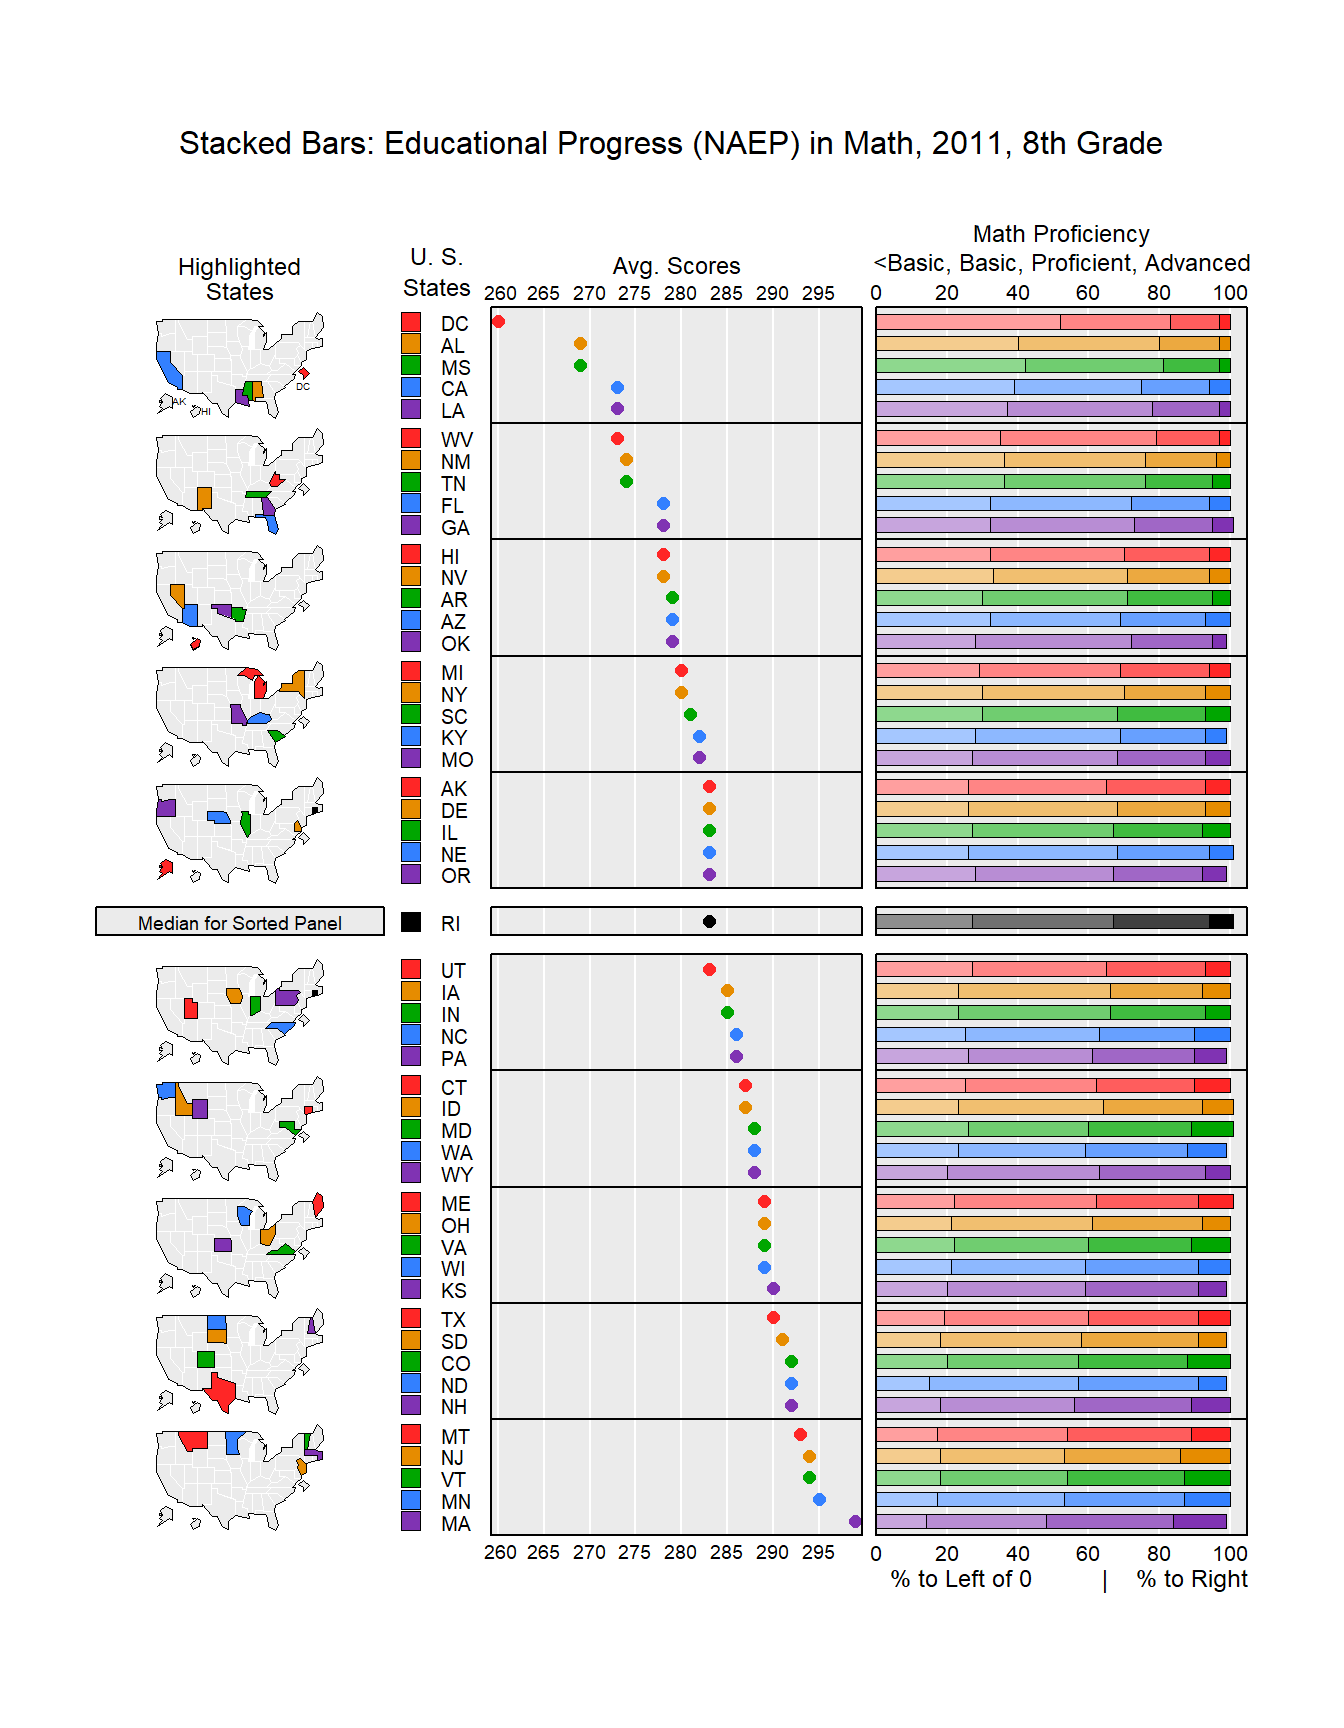 Stacked Bars: Educational Progress (NAEP) in Math, 2011, 8th Grade
Highlighted
States
U. S.
States
Avg. Scores
260 265 270 275 280 285 290 295
Math Proficiency
<Basic, Basic, Proficient, Advanced
0 20 40 60 80 100
AK
HI
DC
DC
AL
MS
CA
LA
WV
NM
TN
FL
GA
HI
NV
AR
AZ
OK
MI
NY
SC
KY
MO
AK
DE
IL
NE
OR
Median for Sorted Panel
RI
UT
IA
IN
NC
PA
CT
ID
MD
WA
WY
ME
OH
VA
WI
KS
TX
SD
CO
ND
NH
MT
NJ
VT
MN
MA
260 265 270 275 280 285 290 295
0 20 40 60 80 100
% to Left of 0 | % to Right